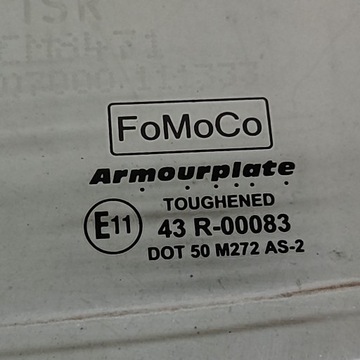 FoMoCo
Armourplate
TOUGHENED
E11 43 R-00083
DOT 50 M272 AS-2